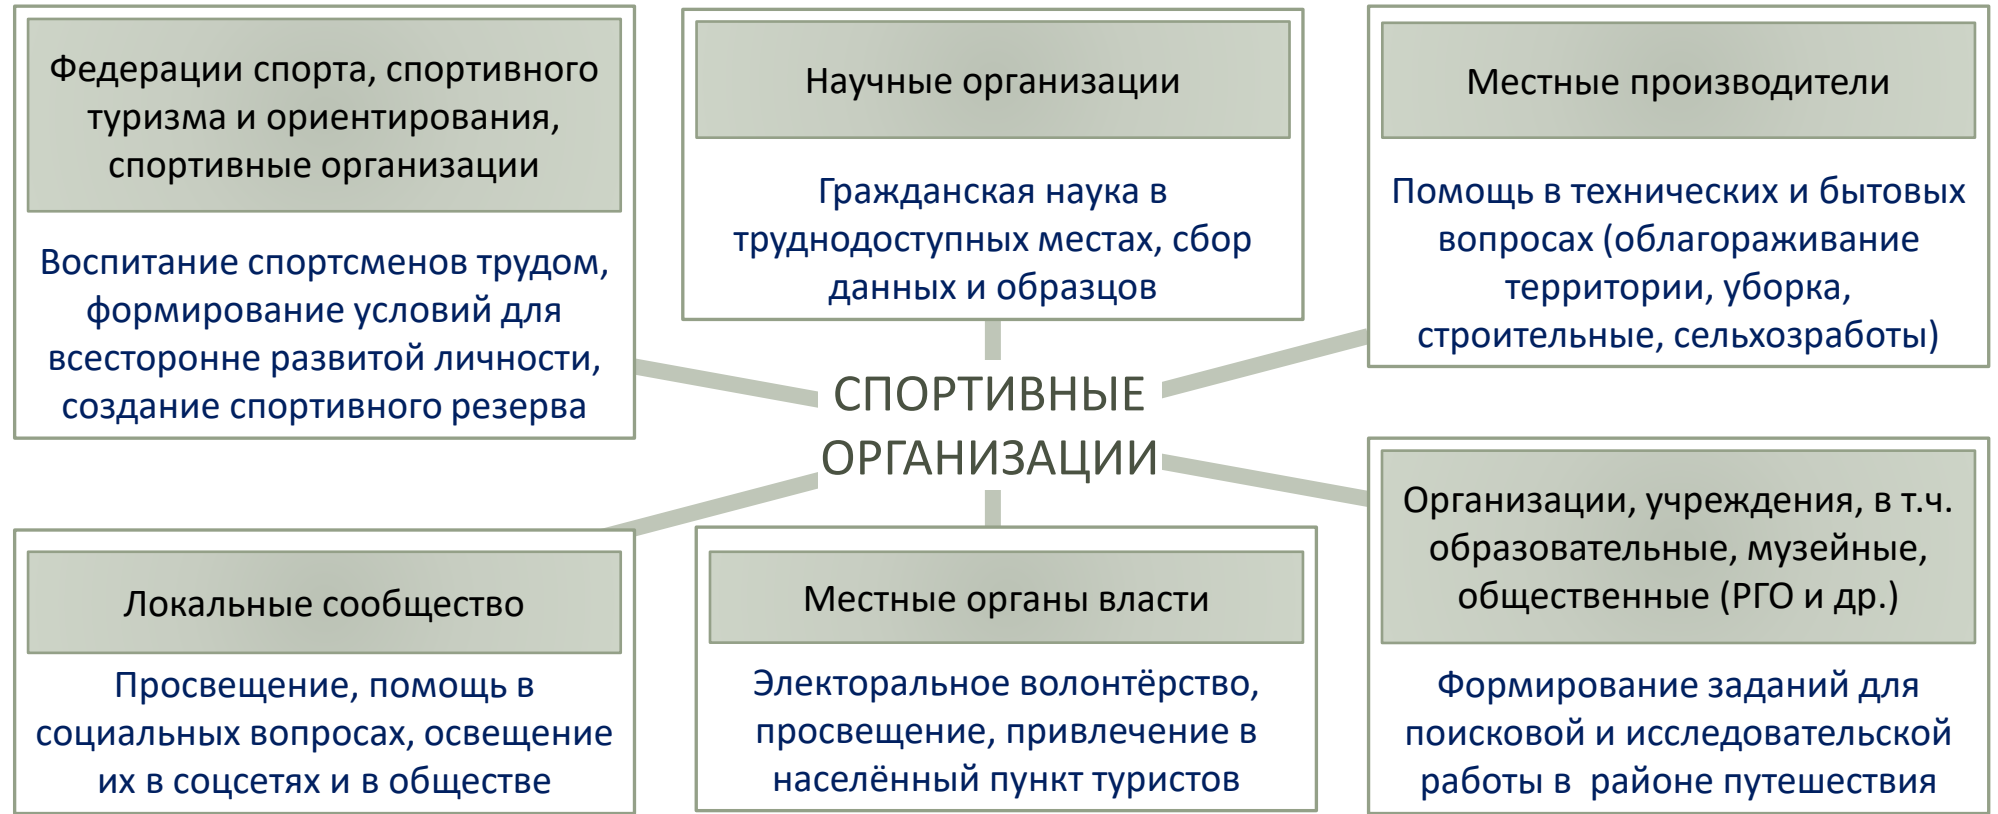 Федерации спорта, спортивного
туризма и ориентирования,
спортивные организации
Воспитание спортсменов трудом,
формирование условий для
всесторонне развитой личности,
создание спортивного резерва
Научные организации
Гражданская наука в
труднодоступных местах, сбор
данных и образцов
Местные производители
Помощь в технических и бытовых
вопросах (облагораживание
территории, уборка,
строительные, сельхозработы)
СПОРТИВНЫЕ
ОРГАНИЗАЦИИ
Локальные сообщество
Просвещение, помощь в
социальных вопросах, освещение
их в соцсетях и в обществе
Местные органы власти
Электоральное волонтёрство,
просвещение, привлечение в
населённый пункт туристов
Организации, учреждения, в т.ч.
образовательные, музейные,
общественные (РГО и др.)
Формирование заданий для
поисковой и исследовательской
работы в  районе путешествия